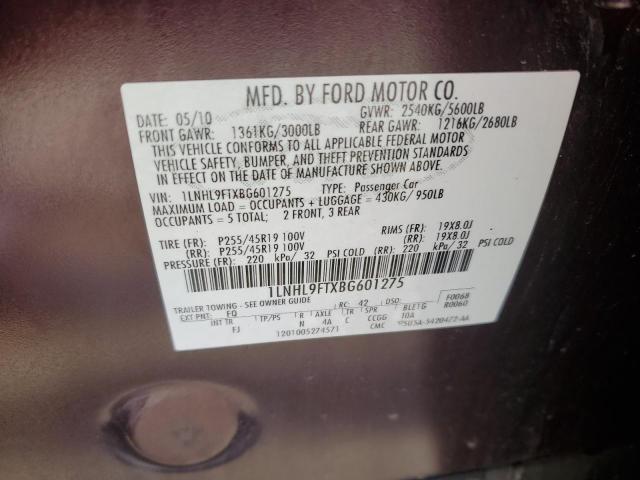 MFD. BY FORD MOTOR CO.
DATE: 05/10 GVWR: 2540KG/5600LB
FRONT GAWR: 1361KG/3000LB REAR GAWR: 1216KG/2680LB
THIS VEHICLE CONFORMS TO ALL APPLICABLE FEDERAL MOTOR
VEHICLE SAFETY, BUMPER, AND THEFT PREVENTION STANDARDS
IN EFFECT ON THE DATE OF MANUFACTURE SHOWN ABOVE.
VIN: 1LNHL9FTXBG601275 TYPE: Passenger Car
MAXIMUM LOAD = OCCUPANTS + LUGGAGE = 430KG/ 950LB
OCCUPANTS = 5 TOTAL; 2 FRONT, 3 REAR
TIRE (FR): P255/45R19 100V RIMS (FR): 19X8.0J
(RR): P255/45R19 100V (RR): 19X8.0J
PRESSURE (FR): 220 kPa/ 32 PSI COLD (RR): 220 kPa/ 32 PSI COLD
1LNHL9FTXBG601275
TRAILER TOWING - SEE OWNER GUIDE
EXT PNT: FQ RC: 42 DSO: F0068
R0060
INT TR TP/PS R AXLE TR SPR BLETG
FJ N 4A C CCGG 10A
1201005274571 CMC